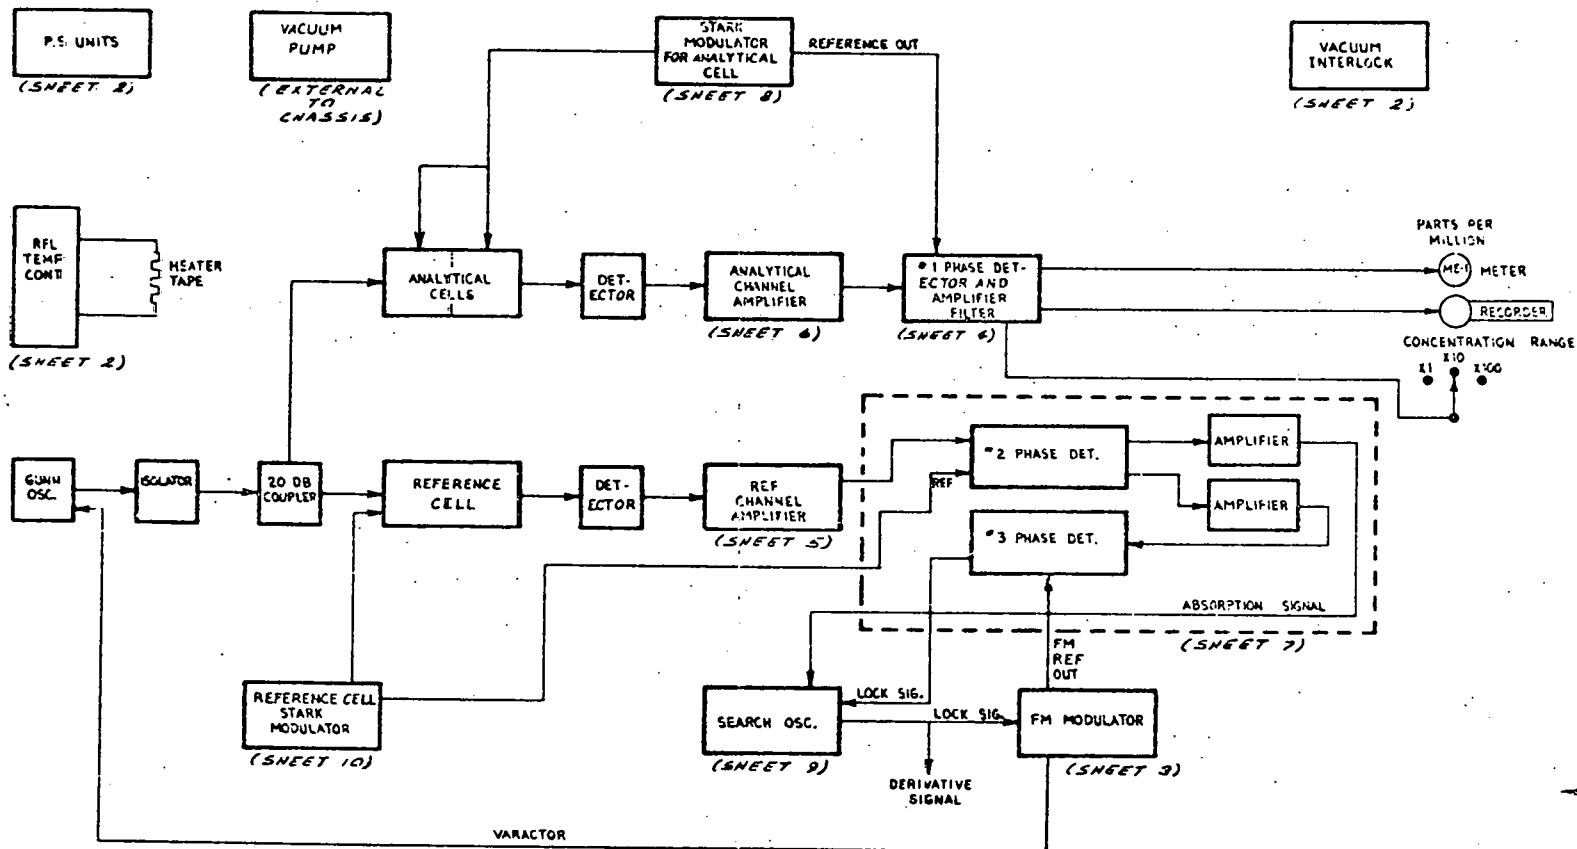 P.S. UNITS
(SHEET 2)
VACUUM
PUMP
(EXTERNAL
TO
CHASSIS)
STARK
MODULATOR
FOR ANALYTICAL
CELL
(SHEET 8)
REFERENCE OUT
VACUUM
INTERLOCK
(SHEET 2)
RFL
TEMP
CONT
(SHEET 2)
HEATER
TAPE
ANALYTICAL
CELLS
DET-
ECTOR
ANALYTICAL
CHANNEL
AMPLIFIER
(SHEET 6)
#1 PHASE DET-
ECTOR AND
AMPLIFIER
FILTER
(SHEET 6)
PARTS PER
MILLION
METER
RECORDER
CONCENTRATION RANGE
X1
X10
X100
GUNN
OSC.
ISOLATOR
20 DB
COUPLER
REFERENCE
CELL
DET-
ECTOR
REF
CHANNEL
AMPLIFIER
(SHEET 5)
REF
#2 PHASE DET.
AMPLIFIER
AMPLIFIER
#3 PHASE DET.
ABSORPTION SIGNAL
(SHEET 7)
FM
REF
OUT
REFERENCE CELL
STARK
MODULATOR
(SHEET 10)
SEARCH OSC.
(SHEET 9)
LOCK SIG.
LOCK SIG.
FM MODULATOR
(SHEET 3)
DERIVATIVE
SIGNAL
VARACTOR